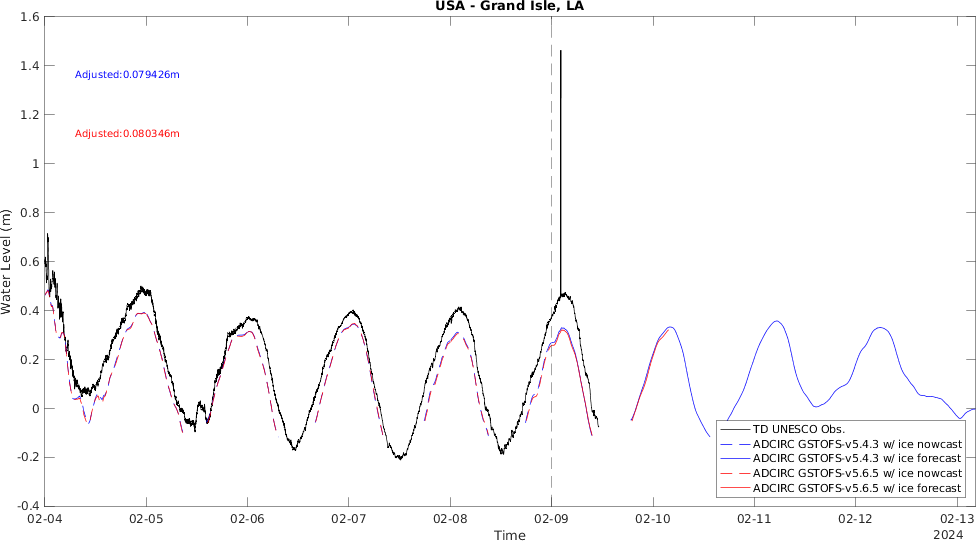 USA - Grand Isle, LA
1.6
1.4
1.2
1
0.8
0.6
0.4
0.2
0
-0.2
-0.4
Water Level (m)
Adjusted:0.079426m
Adjusted:0.080346m
TD UNESCO Obs.
ADCIRC GSTOFS-v5.4.3 w/ ice nowcast
ADCIRC GSTOFS-v5.4.3 w/ ice forecast
ADCIRC GSTOFS-v5.6.5 w/ ice nowcast
ADCIRC GSTOFS-v5.6.5 w/ ice forecast
02-04 02-05 02-06 02-07 02-08 02-09 02-10 02-11 02-12 02-13
Time
2024